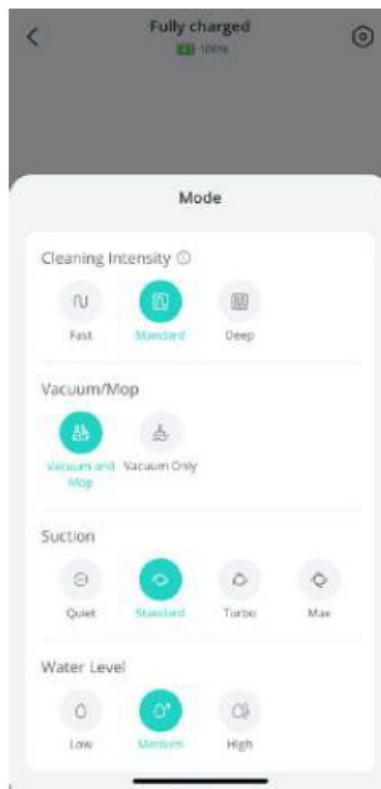 Fully charged
100%
Mode
Cleaning Intensity
Fast Standard Deep
Vacuum/Mop
Vacuum and Mop
Vacuum Only
Suction
Quiet Standard Turbo Max
Water Level
Low Medium High